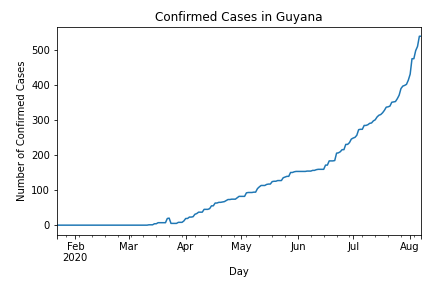 Confirmed Cases in Guyana
Number of Confirmed Cases
500
400
300
200
100
0
Feb Mar Apr May Jun Jul Aug
2020
Day